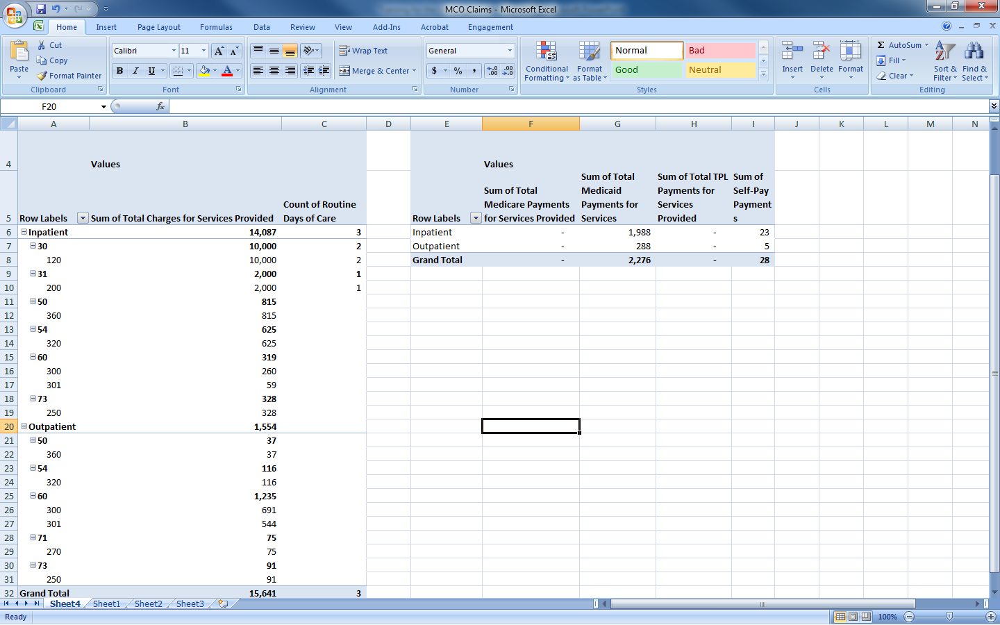 MCO Claims - Microsoft Excel
Home Insert Page Layout Formulas Data Review View Add-Ins Acrobat Engagement
Paste
Cut
Copy
Format Painter
Clipboard
Calibri 11
B I U
Font
Wrap Text
Merge & Center
Alignment
General
$ % ,
Number
Conditional Formatting
Format as Table
Normal Bad
Good Neutral
Styles
Insert Delete Format
Cells
Σ AutoSum
Fill
Clear
Sort & Filter
Find & Select
Editing
F20 fx
A B C D E F G H I J K L M N
4 Values Values
5 Row Labels Sum of Total Charges for Services Provided Count of Routine Days of Care Row Labels Sum of Total Medicare Payments for Services Provided Sum of Total Medicaid Payments for Services Sum of Total TPL Payments for Services Provided Sum of Self-Pay Payments
6 Inpatient 14,087 3 Inpatient - 1,988 - 23
7 30 10,000 2 Outpatient - 288 - 5
8 120 10,000 2 Grand Total - 2,276 - 28
9 31 2,000 1
10 200 2,000 1
11 50 815
12 360 815
13 54 625
14 320 625
15 60 319
16 300 260
17 301 59
18 73 328
19 250 328
20 Outpatient 1,554
21 50 37
22 360 37
23 54 116
24 320 116
25 60 1,235
26 300 691
27 301 544
28 71 75
29 270 75
30 73 91
31 250 91
32 Grand Total 15,641 3
Sheet4 Sheet1 Sheet2 Sheet3
Ready 100%